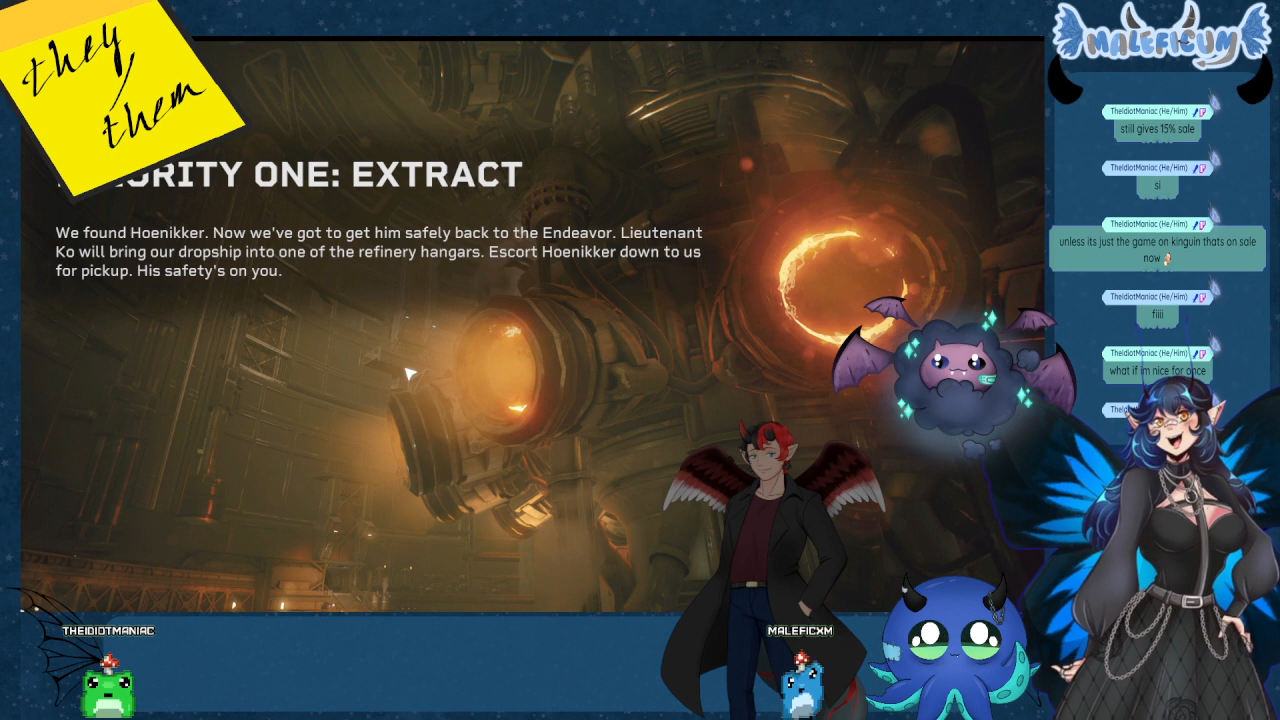 they
them
MALEFICUM
ONE: EXTRACT
We found Hoenikker. Now we've got to get him safely back to the Endeavor. Lieutenant
Ko will bring our dropship into one of the refinery hangars. Escort Hoenikker down to us
for pickup. His safety's on you.
TheIdiotManiac (He/Him)
still gives 15% sale
TheIdiotManiac (He/Him)
si
TheIdiotManiac (He/Him)
unless its just the game on kinguin thats on sale
now
TheIdiotManiac (He/Him)
fiiii
TheIdiotManiac (He/Him)
what if im nice for once
THEIDIOTMANIAC
MALEFICXM